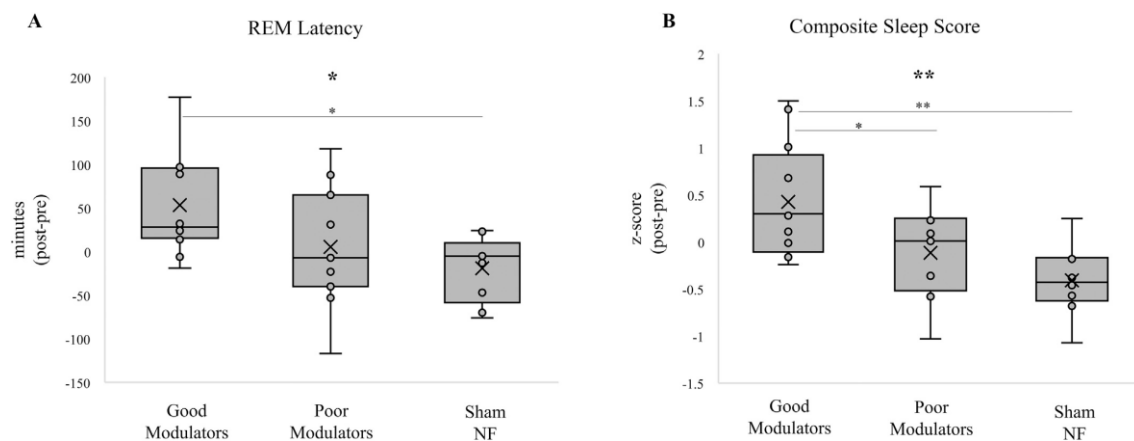 A
REM Latency
*
*
200
150
100
50
0
-50
-100
-150
minutes
(post-pre)
Good
Modulators
Poor
Modulators
Sham
NF
B
Composite Sleep Score
**
**
*
2
1.5
1
0.5
0
-0.5
-1
-1.5
z-score
(post-pre)
Good
Modulators
Poor
Modulators
Sham
NF